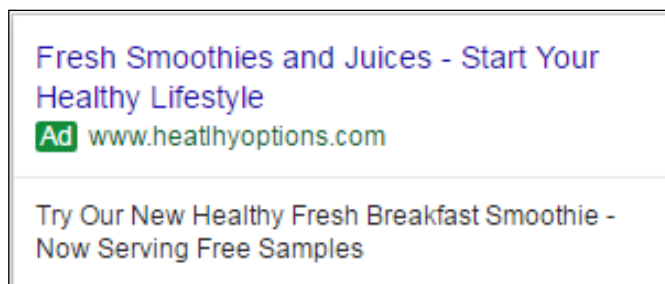 Fresh Smoothies and Juices - Start Your
Healthy Lifestyle
Ad www.heatlhyoptions.com
Try Our New Healthy Fresh Breakfast Smoothie -
Now Serving Free Samples